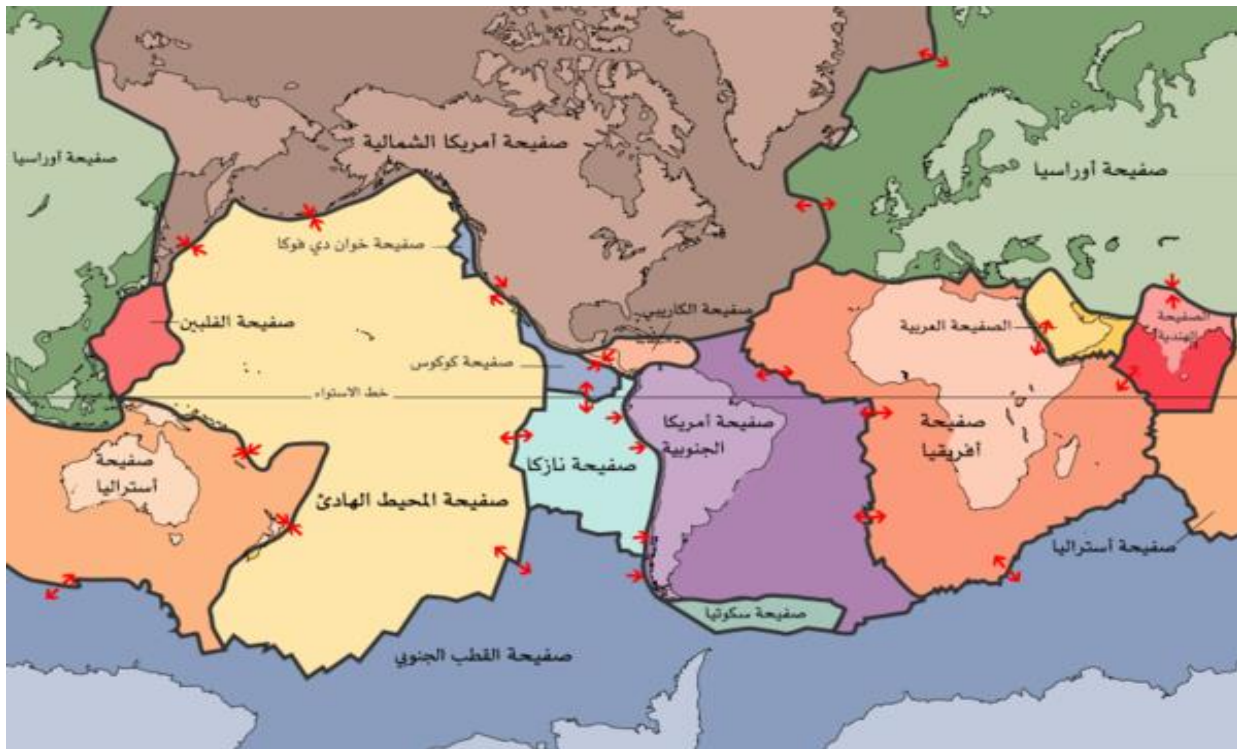 صفيحة أمريكا الشمالية
صفيحة أوراسيا
صفيحة أوراسيا
صفيحة خوان دي فوكا
صفيحة الكاريبي
الصفيحة
الهندية
صفيحة الفلبين
الصفيحة العربية
صفيحة كوكوس
خط الاستواء
صفيحة أمريكا
الجنوبية
صفيحة
أفريقيا
صفيحة
أستراليا
صفيحة نازكا
صفيحة المحيط الهادئ
صفيحة أستراليا
صفيحة سكوتيا
صفيحة القطب الجنوبي